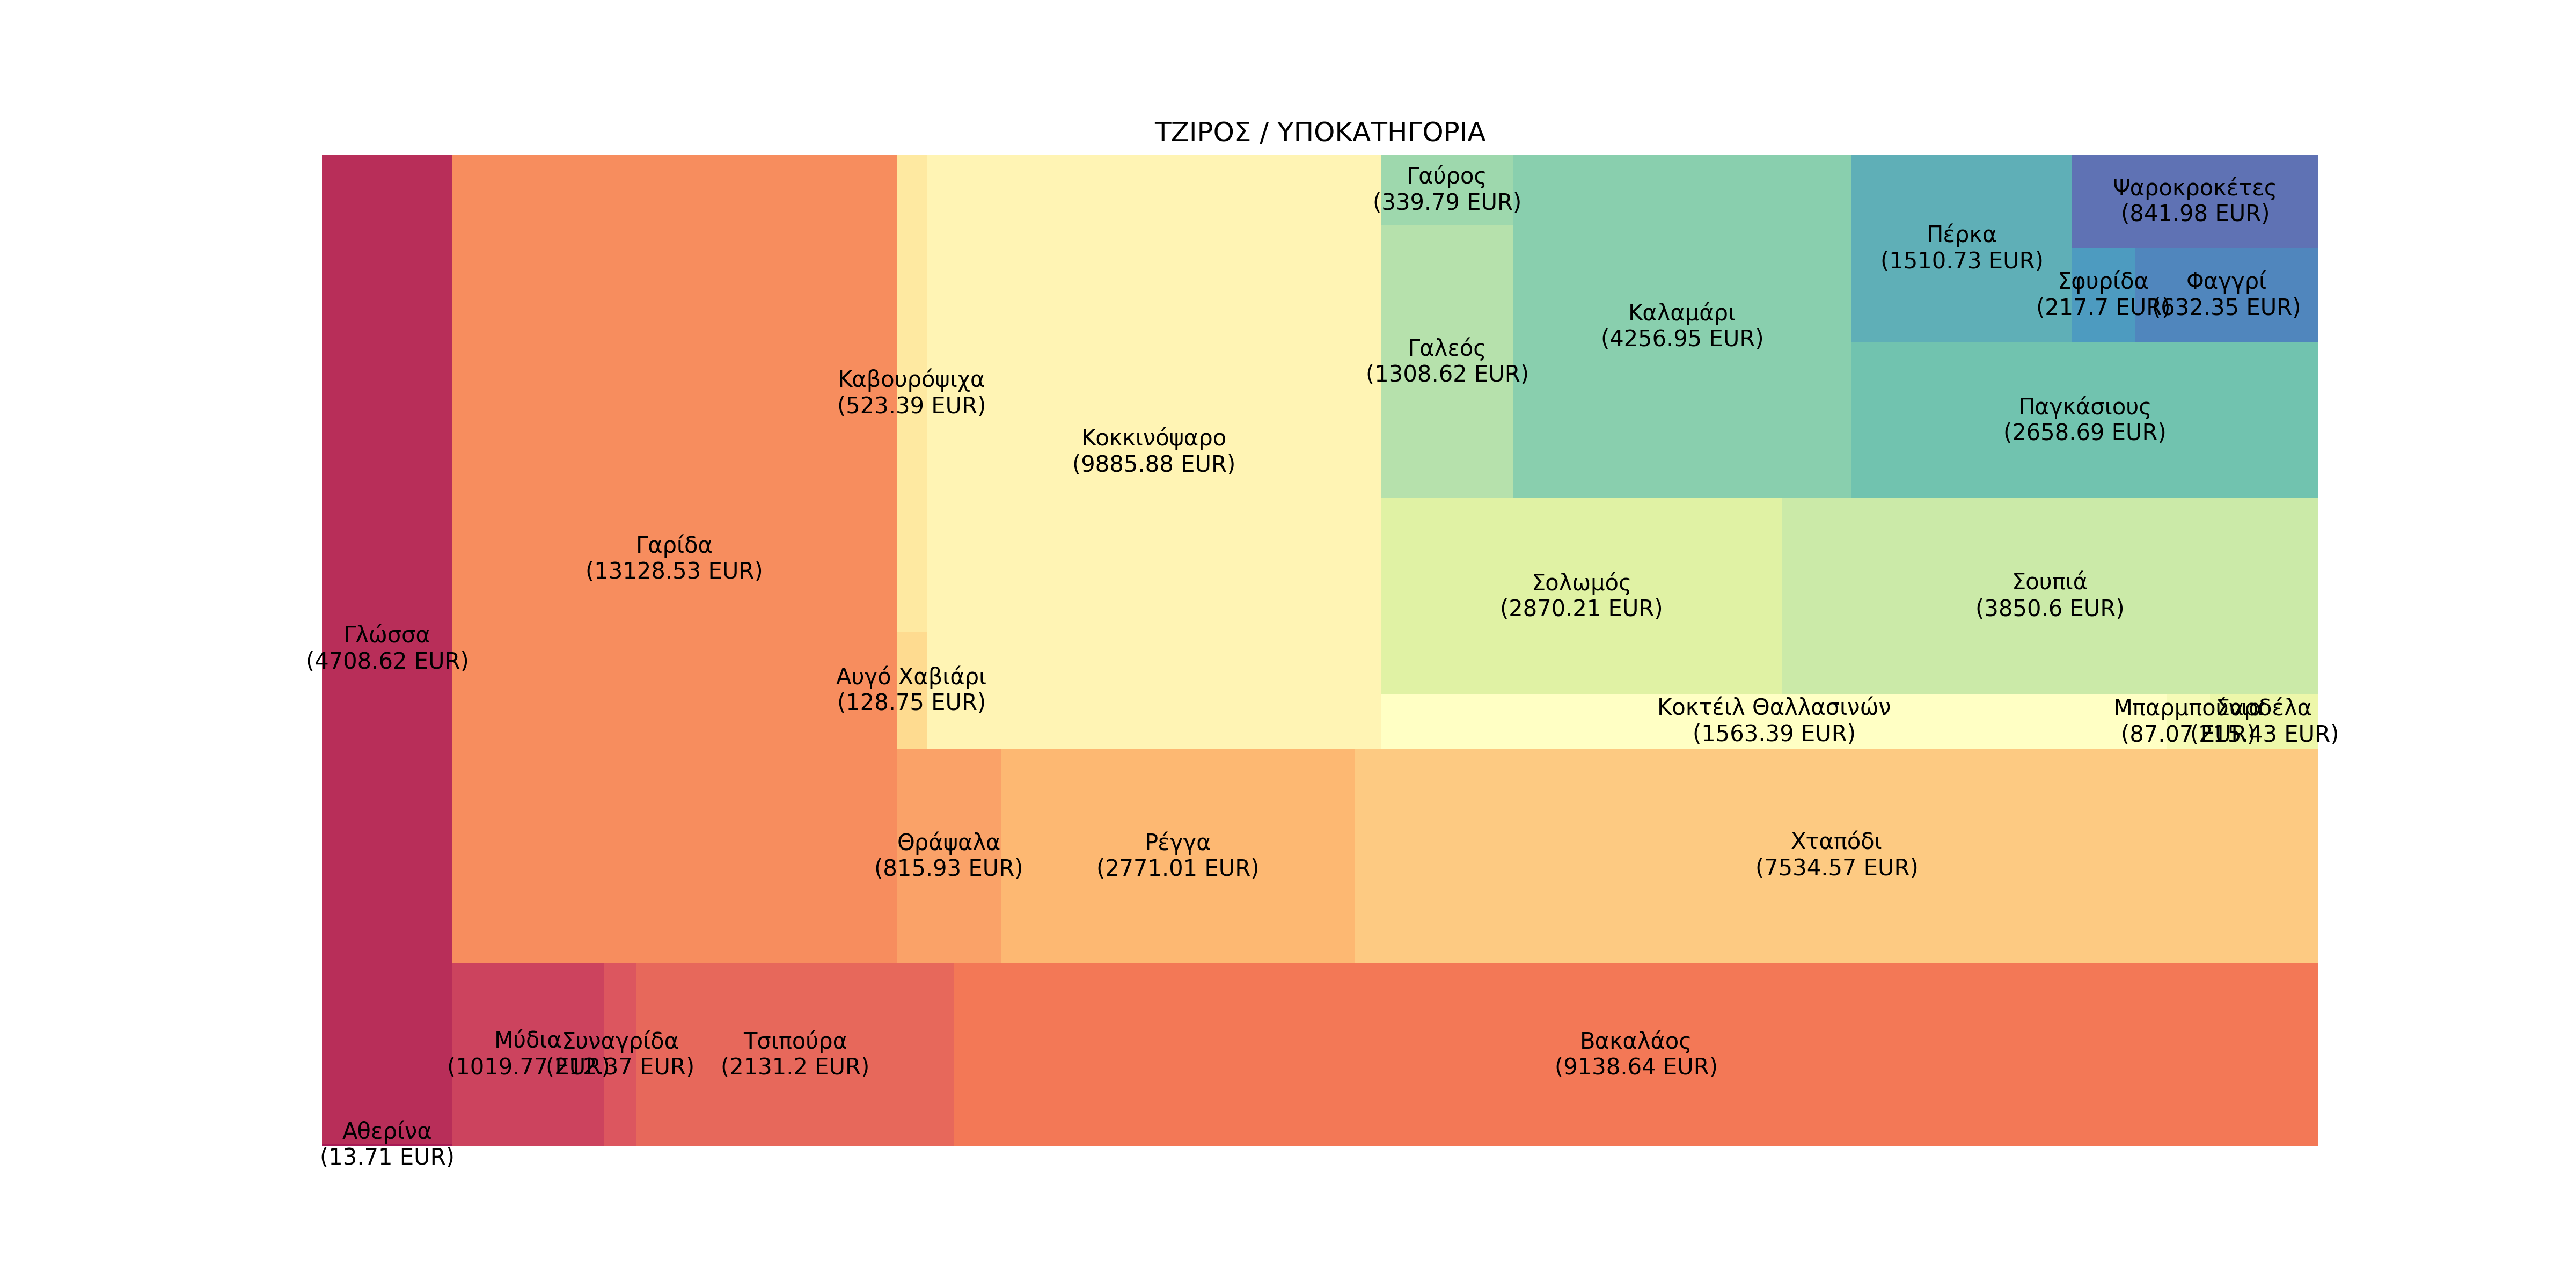 ΤΖΙΡΟΣ / ΥΠΟΚΑΤΗΓΟΡΙΑ
Γαύρος
(339.79 EUR)
Ψαροκροκέτες
(841.98 EUR)
Πέρκα
(1510.73 EUR)
Σφυρίδα
(217.7 EUR)
Φαγγρί
(632.35 EUR)
Καλαμάρι
(4256.95 EUR)
Γαλεός
(1308.62 EUR)
Καβουρόψιχα
(523.39 EUR)
Παγκάσιους
(2658.69 EUR)
Κοκκινόψαρο
(9885.88 EUR)
Γαρίδα
(13128.53 EUR)
Σολωμός
(2870.21 EUR)
Σουπιά
(3850.6 EUR)
Γλώσσα
(4708.62 EUR)
Αυγό Χαβιάρι
(128.75 EUR)
Κοκτέιλ Θαλλασινών
(1563.39 EUR)
Μπαρμπούνια
(87.07 EUR)
Σαρδέλα
(215.43 EUR)
Θράψαλα
(815.93 EUR)
Ρέγγα
(2771.01 EUR)
Χταπόδι
(7534.57 EUR)
Μύδια
(1019.77 EUR)
Συναγρίδα
(212.37 EUR)
Τσιπούρα
(2131.2 EUR)
Βακαλάος
(9138.64 EUR)
Αθερίνα
(13.71 EUR)